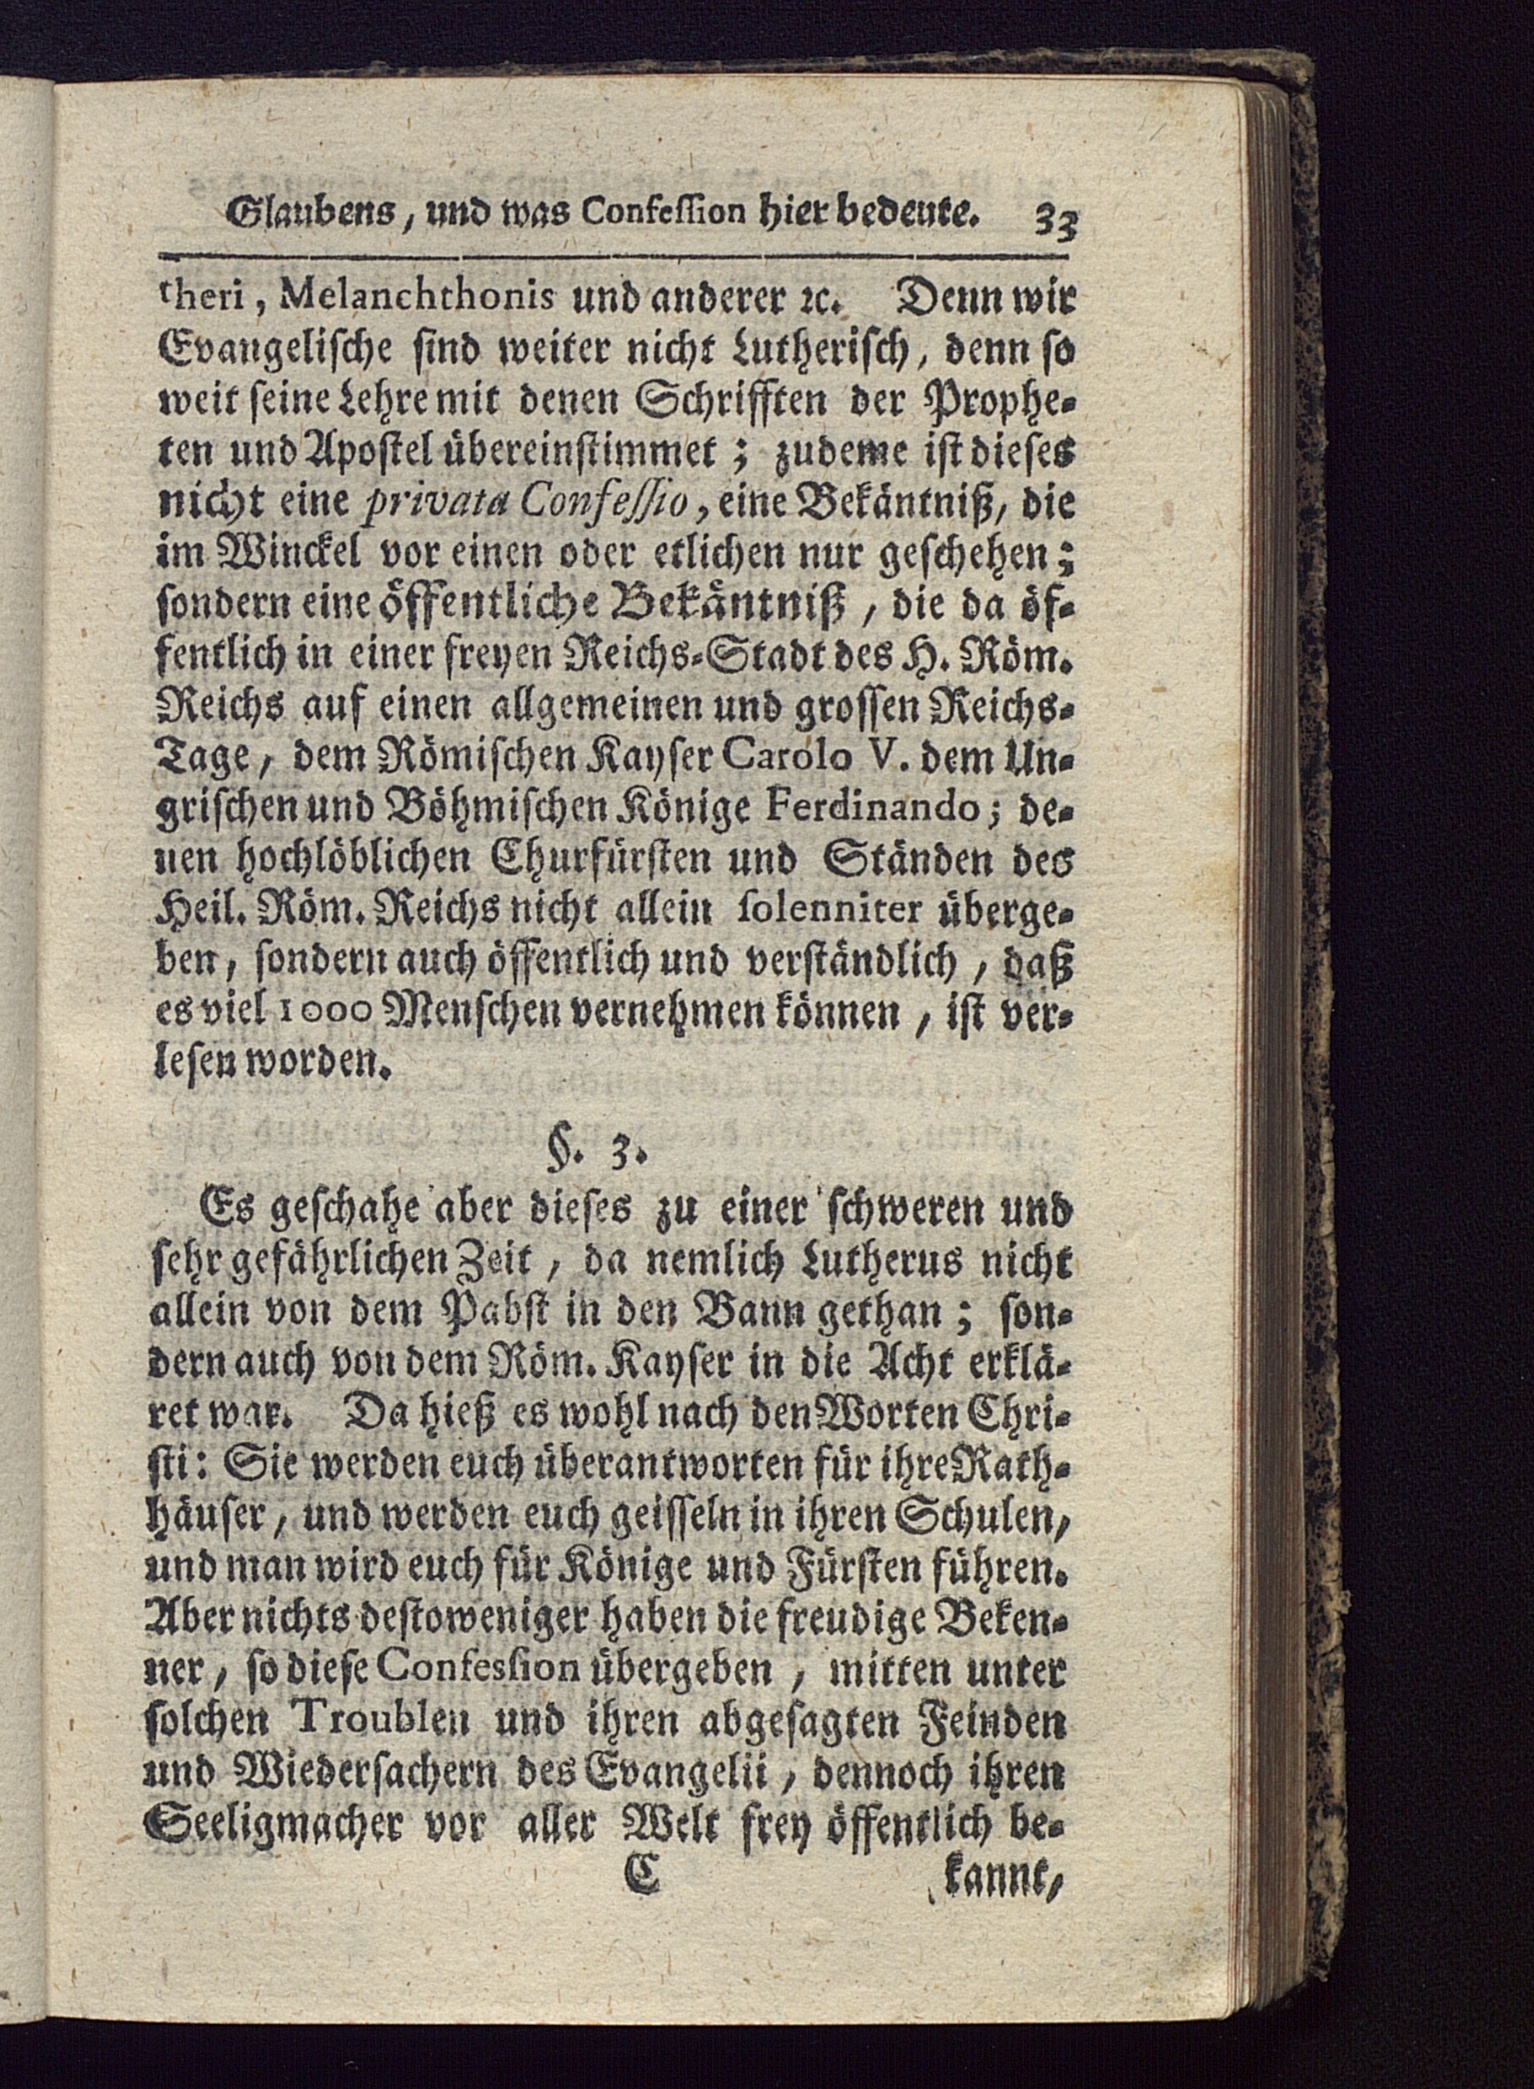 Glaubens, und was Confeſſion hier bedeute. 33
theri, Melanchthonis und anderer ꝛc. Denn wir
Evangeliſche ſind weiter nicht Lutheriſch, denn ſo
weit ſeine Lehre mit denen Schrifften der Prophe-
ten und Apoſtel übereinſtimmet; zudeme iſt dieſes
nicht eine privata Confeſſio, eine Bekäntniß, die
im Winckel vor einen oder etlichen nur geſchehen;
ſondern eine öffentliche Bekäntniß, die da öf-
fentlich in einer freyen Reichs-Stadt des H. Röm.
Reichs auf einen allgemeinen und groſſen Reichs-
Tage, dem Römiſchen Kayſer Carolo V. dem Un-
griſchen und Böhmiſchen Könige Ferdinando; de-
nen hochlöblichen Churfürſten und Ständen des
Heil. Röm. Reichs nicht allein ſolenniter überge-
ben, ſondern auch öffentlich und verſtändlich, daß
es viel 1000 Menſchen vernehmen können, iſt ver-
leſen worden.
§. 3.
Es geſchahe aber dieſes zu einer ſchweren und
ſehr gefährlichen Zeit, da nemlich Lutherus nicht
allein von dem Pabſt in den Bann gethan; ſon-
dern auch von dem Röm. Kayſer in die Acht erklä-
ret war. Da hieß es wohl nach den Worten Chri-
ſti: Sie werden euch überantworten für ihre Rath-
häuſer, und werden euch geiſſeln in ihren Schulen,
und man wird euch für Könige und Fürſten führen.
Aber nichts deſtoweniger haben die freudige Beken-
ner, ſo dieſe Confeſſion übergeben, mitten unter
ſolchen Troublen und ihren abgeſagten Feinden
und Wiederſachern des Evangelii, dennoch ihren
Seeligmacher vor aller Welt frey öffentlich be-
C kannt,